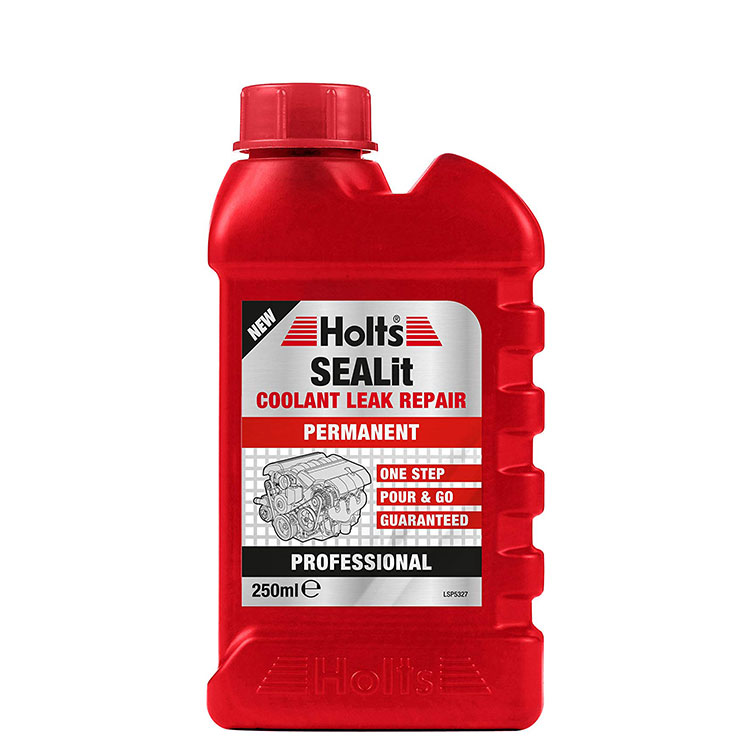 NEW
Holts®
SEALit
COOLANT LEAK REPAIR
PERMANENT
ONE STEP
POUR & GO
GUARANTEED
PROFESSIONAL
250ml ℮
LSP5327
Holts